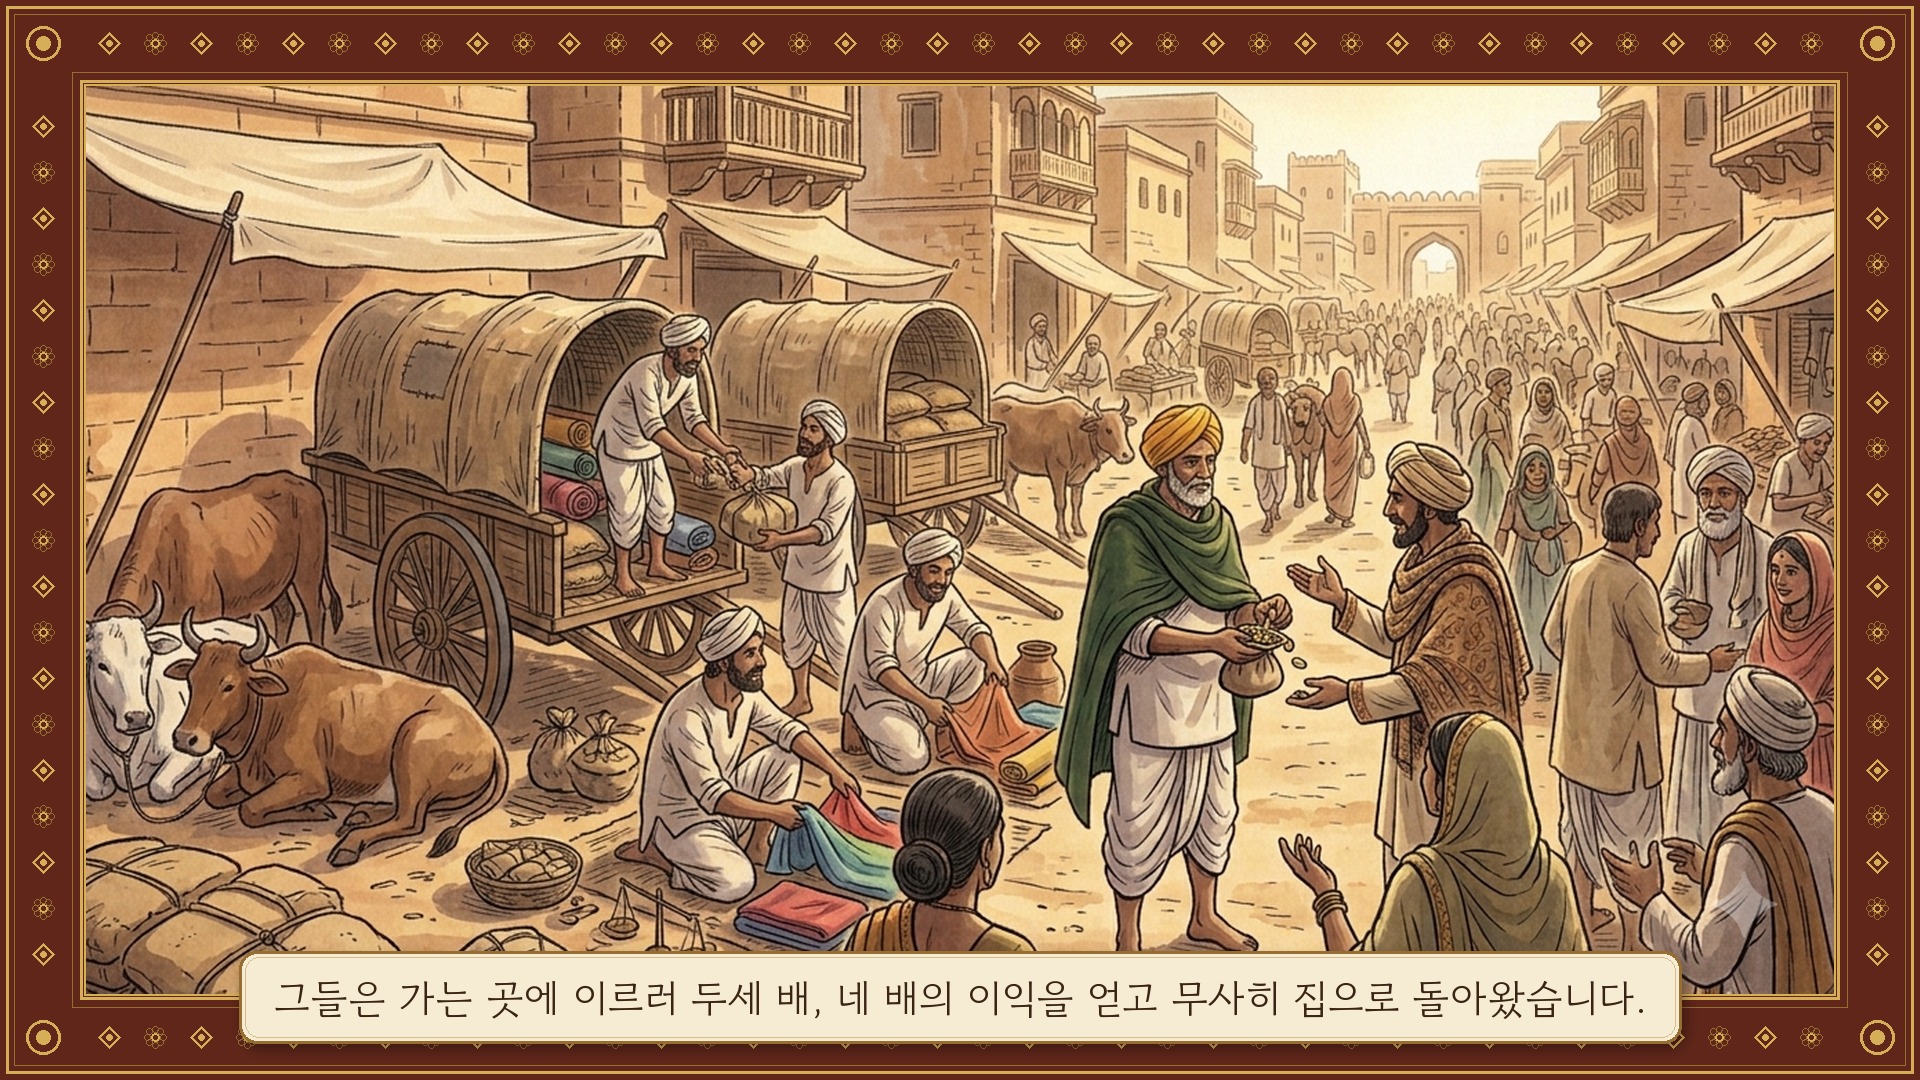 그들은 가는 곳에 이르러 두세 배, 네 배의 이익을 얻고 무사히 집으로 돌아왔습니다.